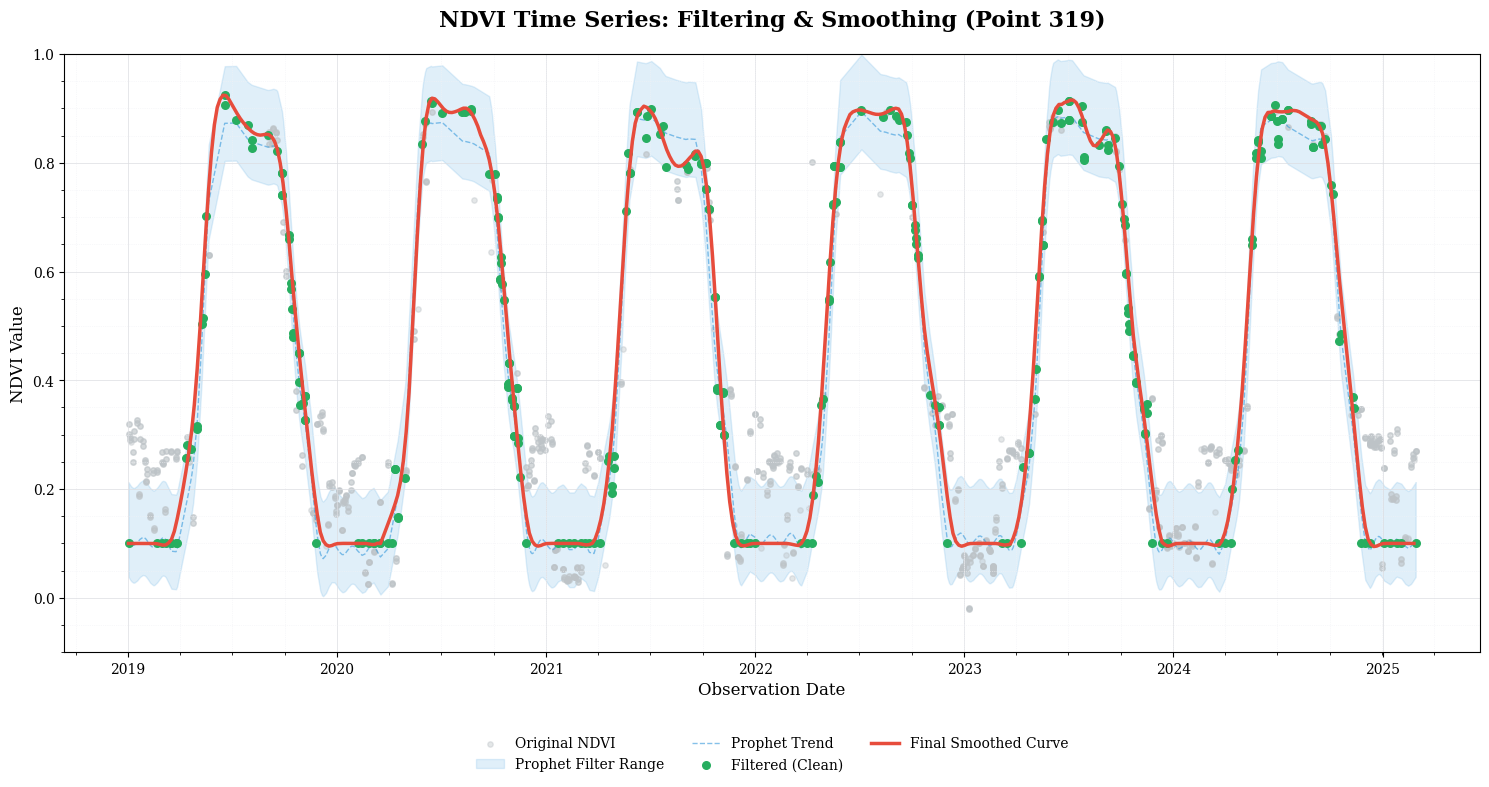 NDVI Time Series: Filtering & Smoothing (Point 319)
NDVI Value
1.0
0.8
0.6
0.4
0.2
0.0
2019 2020 2021 2022 2023 2024 2025
Observation Date
Original NDVI Prophet Trend Final Smoothed Curve
Prophet Filter Range Filtered (Clean)